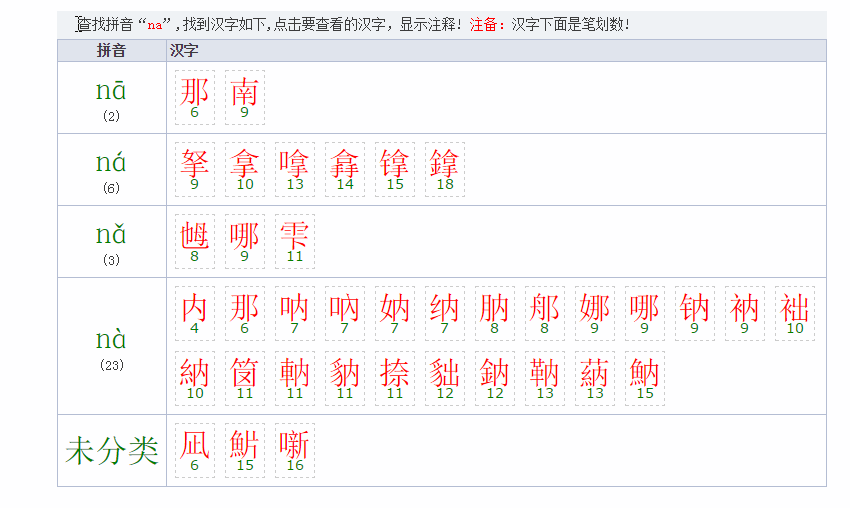 查找拼音“na”,找到汉字如下,点击要查看的汉字，显示注释! 注备：汉字下面是笔划数!
拼音 汉字
nā
(2)
那 南
6 9
ná
(6)
拏 拿 嗱 搻 镎 鎿
9 10 13 14 15 18
nǎ
(3)
乸 哪 雫
8 9 11
nà
(23)
内 那 呐 吶 妠 纳 肭 郍 娜 哪 钠 衲 袦
4 6 7 7 7 7 8 8 9 9 9 9 10
納 笝 軜 豽 捺 貀 鈉 靹 蒳 魶
10 11 11 11 11 12 12 13 13 15
未分类
凪 魸 噺
6 15 16